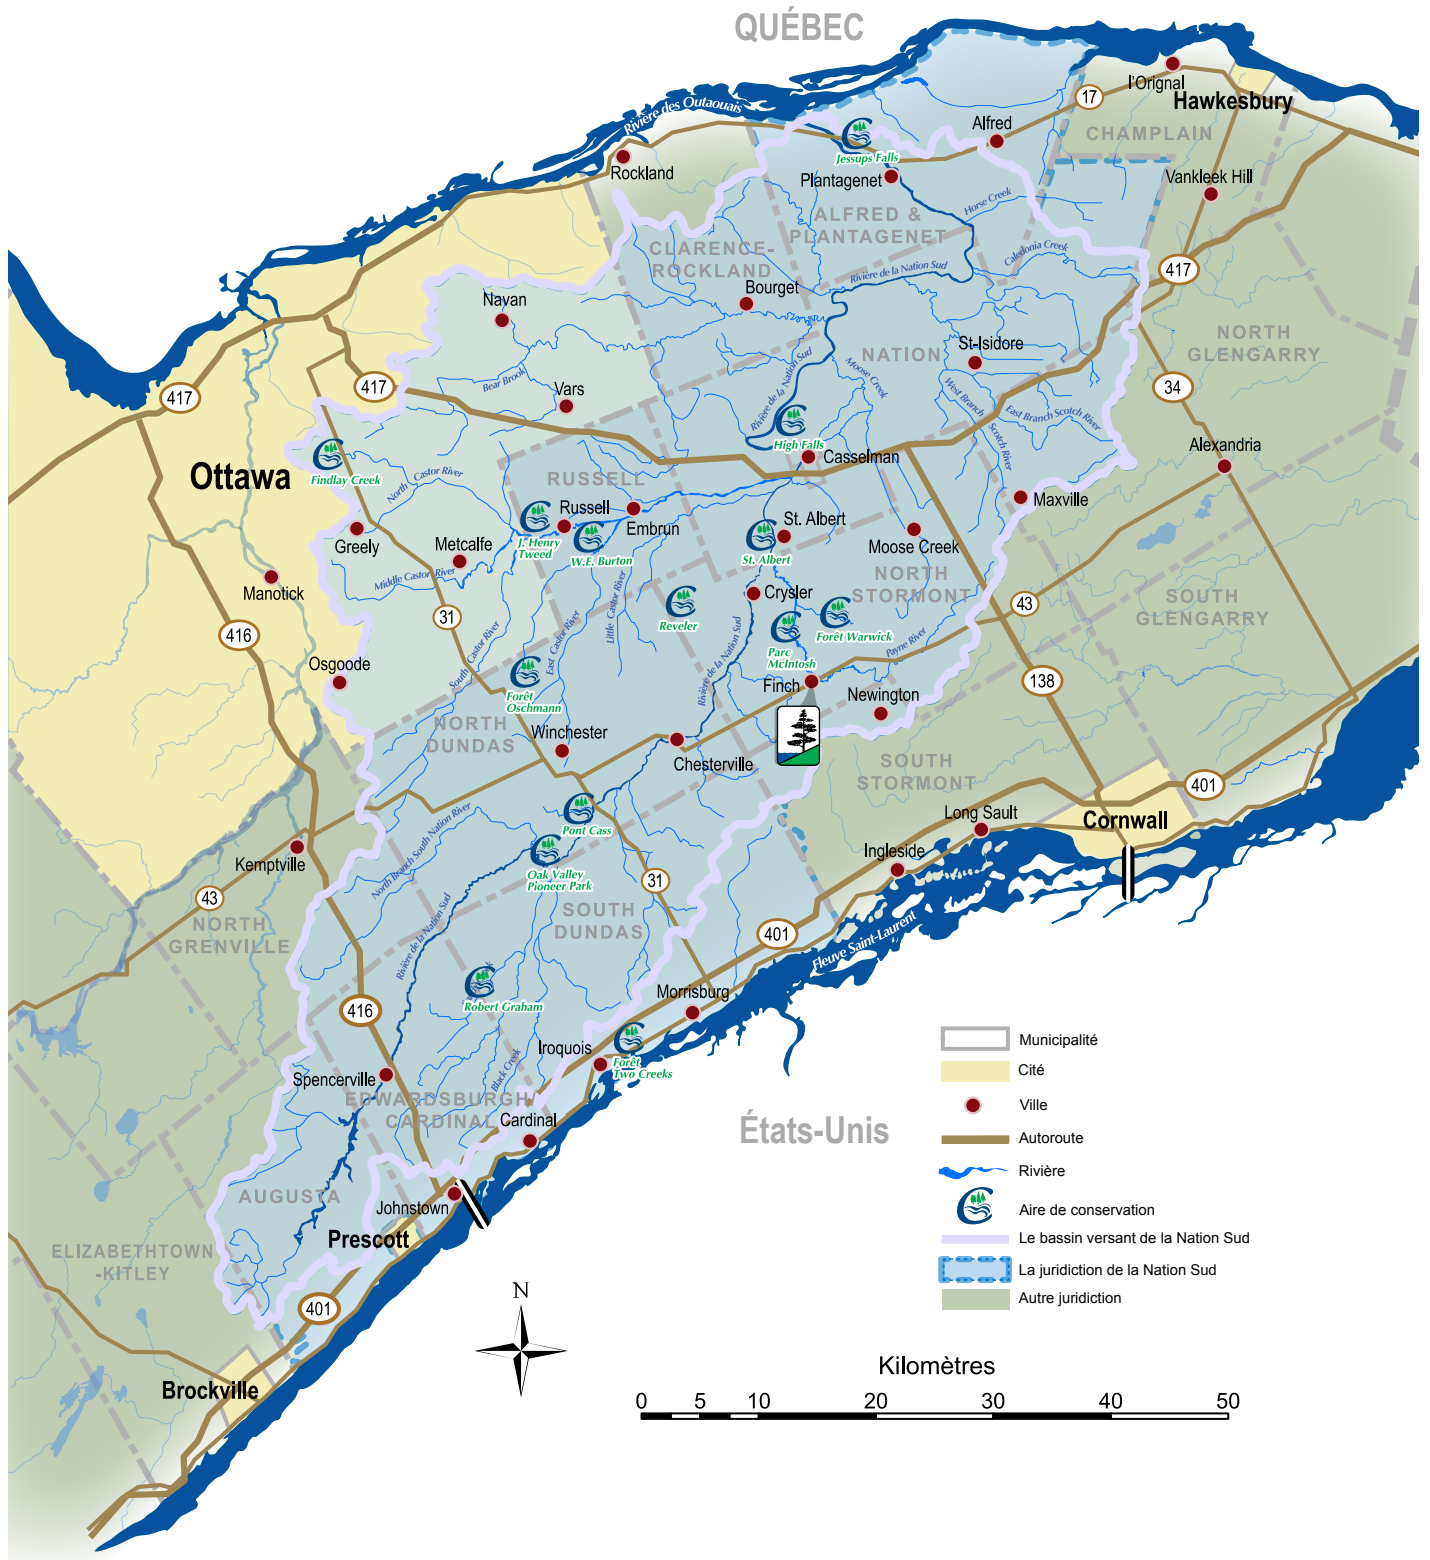 QUÉBEC
Rivière des Outaouais
l'Orignal
Hawkesbury
17
CHAMPLAIN
Alfred
Jessups Falls
Rockland
Plantagenet
Vankleek Hill
ALFRED &
PLANTAGENET
Horse Creek
CLARENCE-
ROCKLAND
Caledonia Creek
Rivière de la Nation Sud
417
Bourget
Navan
NORTH
GLENGARRY
NATION
St-Isidore
Rivière de la Nation Sud
Moose Creek
Bear Brook
Vars
417
417
34
West Branch
Scotch River
East Branch Scotch River
High Falls
Casselman
Alexandria
Ottawa
Findlay Creek
North Castor River
RUSSELL
Russell
Embrun
J. Henry
Tweed
W.E. Burton
St. Albert
St. Albert
Maxville
Moose Creek
Greely
Metcalfe
Middle Castor River
Manotick
NORTH
STORMONT
Crysler
Reveler
Forêt Warwick
43
SOUTH
GLENGARRY
31
416
Little Castor River
East Castor River
South Castor River
Rivière de la Nation Sud
Parc
McIntosh
Payne River
Osgoode
Forêt
Oschmann
Finch
Newington
138
NORTH
DUNDAS
Winchester
Chesterville
SOUTH
STORMONT
401
Long Sault
Cornwall
Pont Cass
North Branch South Nation River
Oak Valley
Pioneer Park
Ingleside
Kemptville
43
31
NORTH
GRENVILLE
SOUTH
DUNDAS
401
Fleuve Saint-Laurent
Rivière de la Nation Sud
Robert Graham
Morrisburg
416
Iroquois
Forêt
Two Creeks
Black Creek
Spencerville
EDWARDSBURGH
CARDINAL
Cardinal
États-Unis
AUGUSTA
Johnstown
Prescott
ELIZABETHTOWN
-KITLEY
401
Brockville
N
Municipalité
Cité
Ville
Autoroute
Rivière
Aire de conservation
Le bassin versant de la Nation Sud
La juridiction de la Nation Sud
Autre juridiction
Kilomètres
0 5 10 20 30 40 50